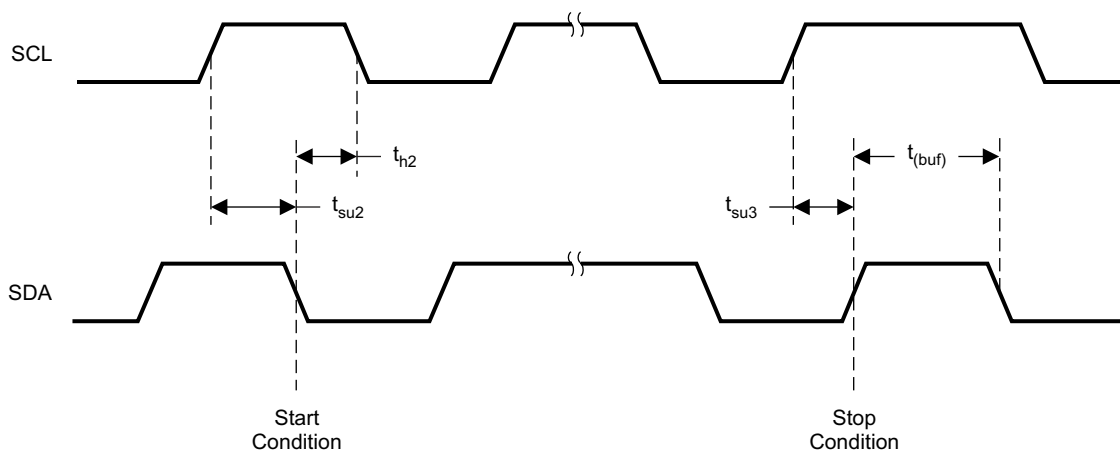 SCL
t_h2
t_(buf)
t_su2
t_su3
SDA
Start
Condition
Stop
Condition